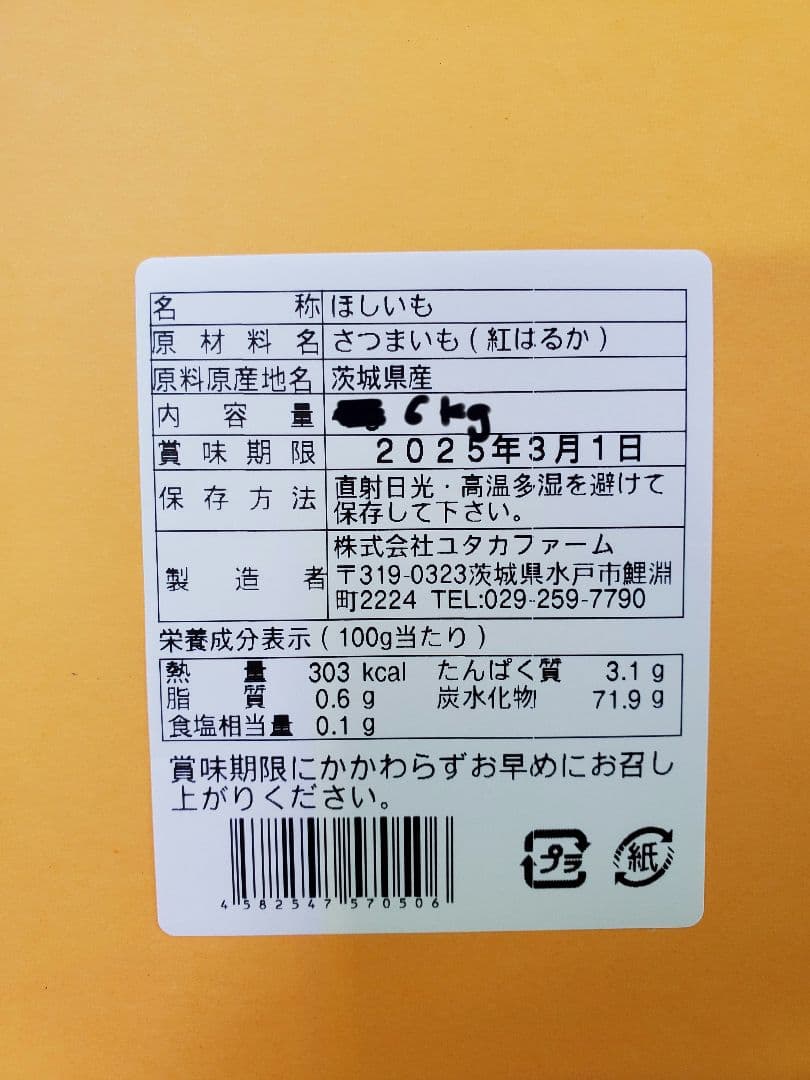 名称 ほしいも
原材料名 さつまいも(紅はるか)
原料原産地名 茨城県産
内容量 6kg
賞味期限 2025年3月1日
保存方法 直射日光・高温多湿を避けて
保存して下さい。
製造者 株式会社ユタカファーム
〒319-0323茨城県水戸市鯉淵
町2224 TEL:029-259-7790
栄養成分表示(100g当たり)
熱量 303 kcal たんぱく質 3.1 g
脂質 0.6 g 炭水化物 71.9 g
食塩相当量 0.1 g
賞味期限にかかわらずお早めにお召し
上がりください。
プラ 紙
4582547570506